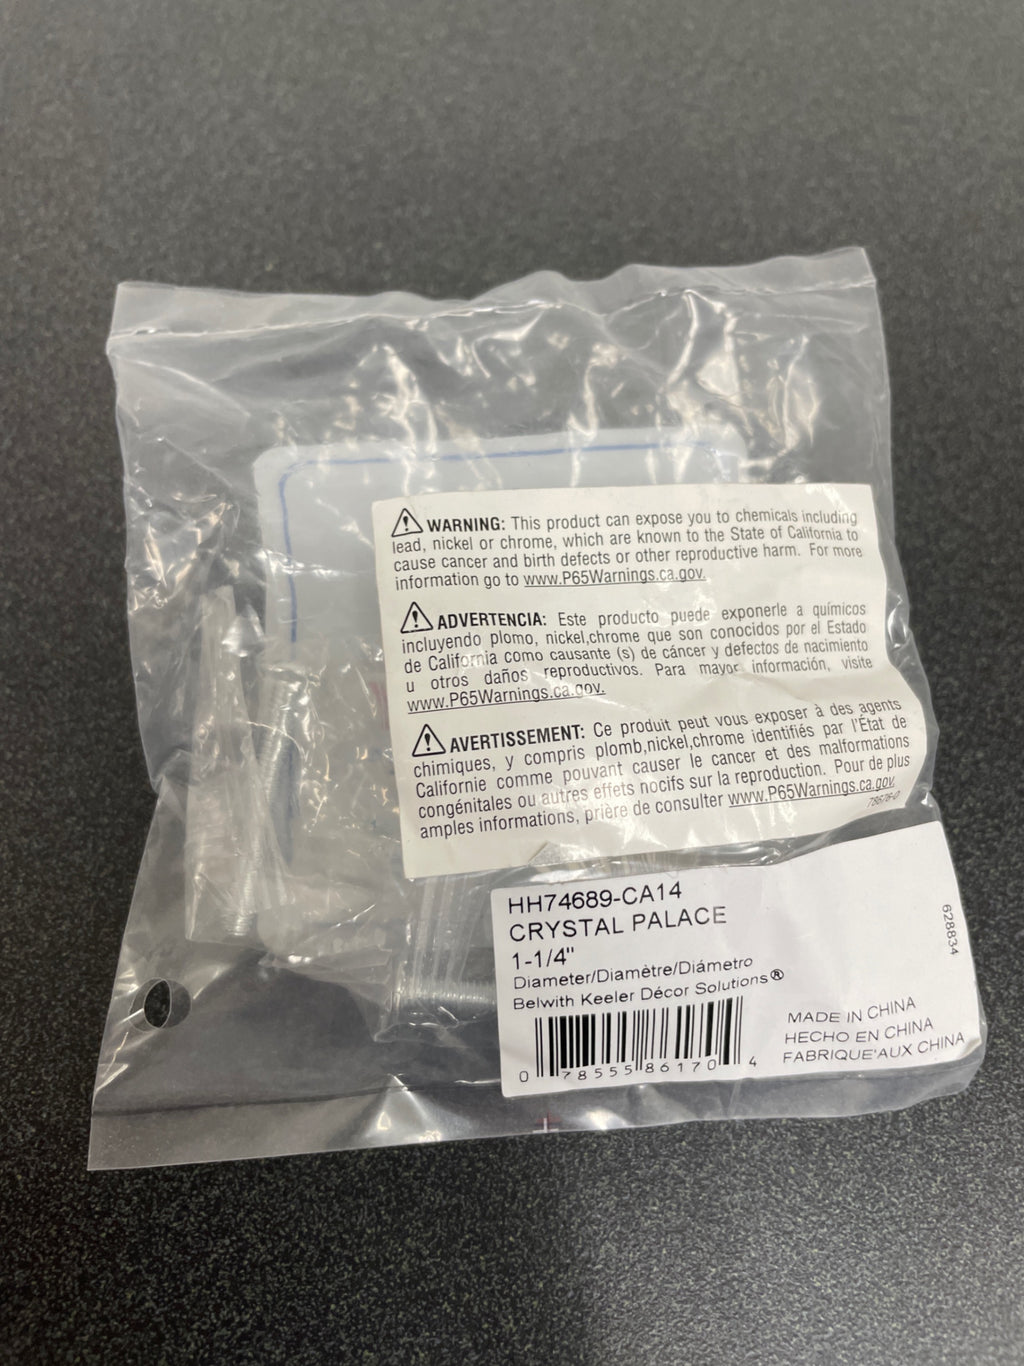 WARNING: This product can expose you to chemicals including
lead, nickel or chrome, which are known to the State of California to
cause cancer and birth defects or other reproductive harm. For more
information go to www.P65Warnings.ca.gov.
ADVERTENCIA: Este producto puede exponerle a químicos
incluyendo plomo, nickel,chrome que son conocidos por el Estado
de California como causante (s) de cáncer y defectos de nacimiento
u otros daños reproductivos. Para mayor información, visite
www.P65Warnings.ca.gov.
AVERTISSEMENT: Ce produit peut vous exposer à des agents
chimiques, y compris plomb,nickel,chrome identifiés par l'État de
Californie comme pouvant causer le cancer et des malformations
congénitales ou autres effets nocifs sur la reproduction. Pour de plus
amples informations, prière de consulter www.P65Warnings.ca.gov.
78676-0
HH74689-CA14
CRYSTAL PALACE
1-1/4"
Diameter/Diamètre/Diámetro
Belwith Keeler Décor Solutions®
0 78555 86170 4
MADE IN CHINA
HECHO EN CHINA
FABRIQUE'AUX CHINA
628834